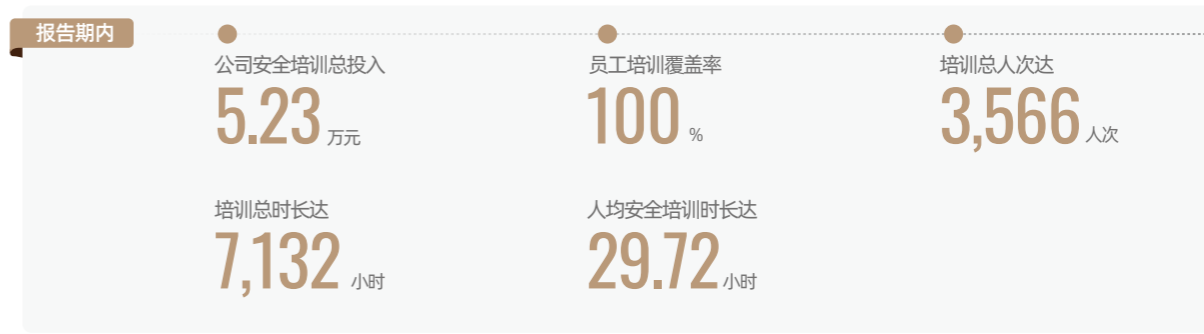 报告期内
公司安全培训总投入
5.23 万元
员工培训覆盖率
100 %
培训总人次达
3,566 人次
培训总时长达
7,132 小时
人均安全培训时长达
29.72 小时